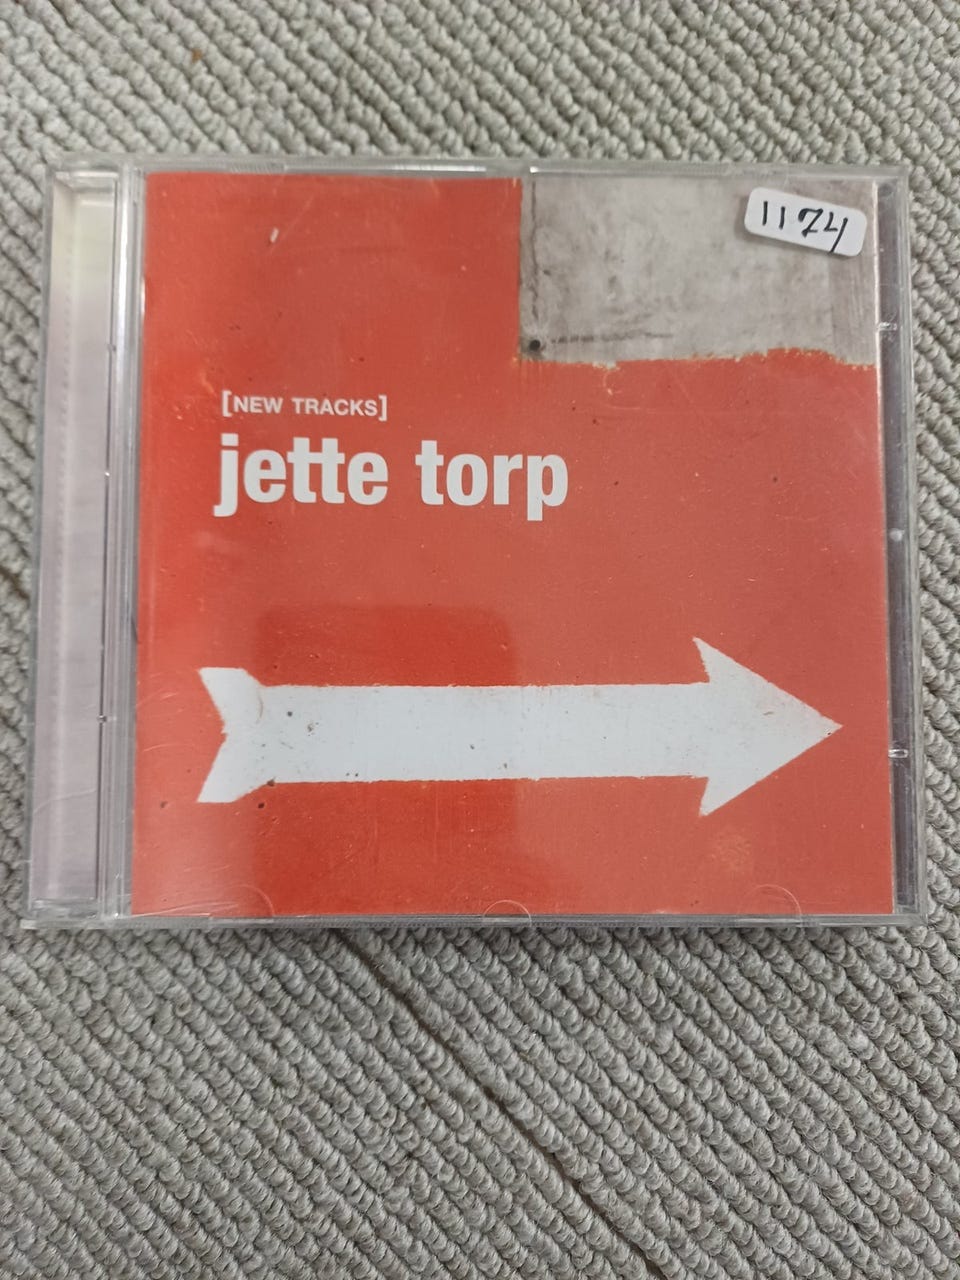 1174
[NEW TRACKS]
jette torp